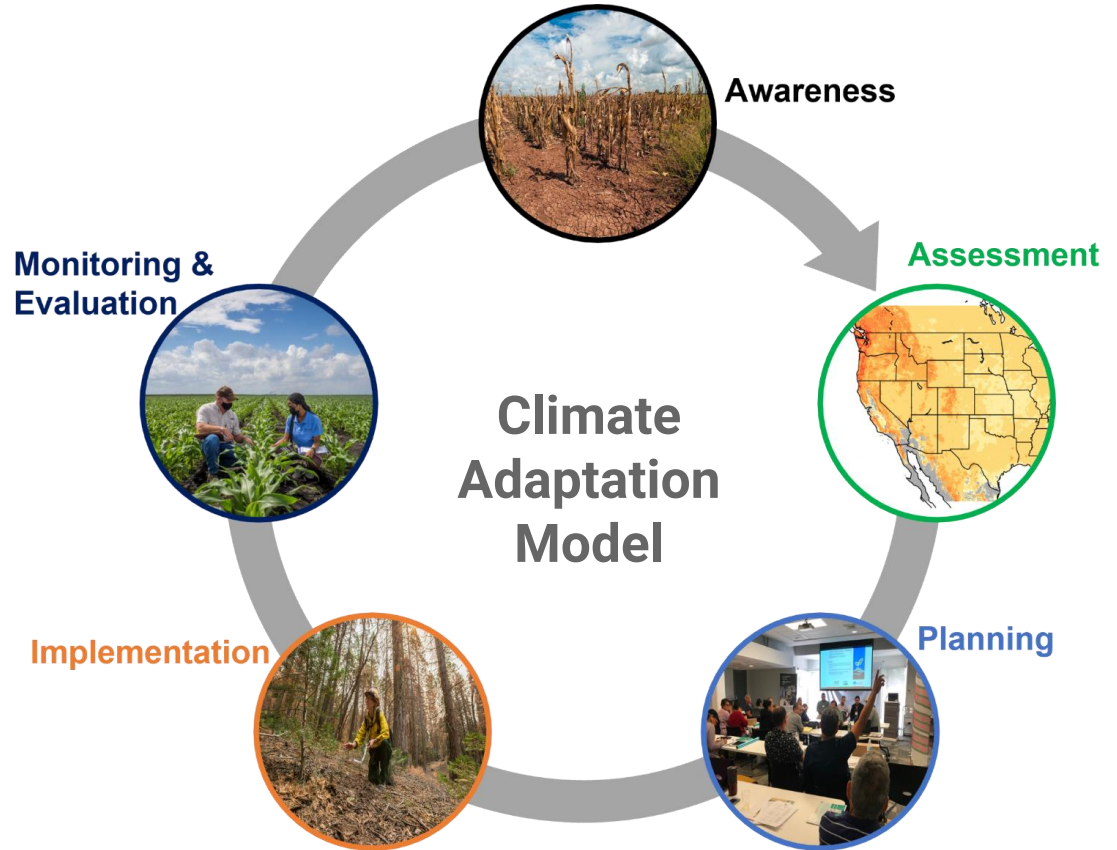 Awareness
Assessment
Monitoring &
Evaluation
Climate
Adaptation
Model
Implementation
Planning